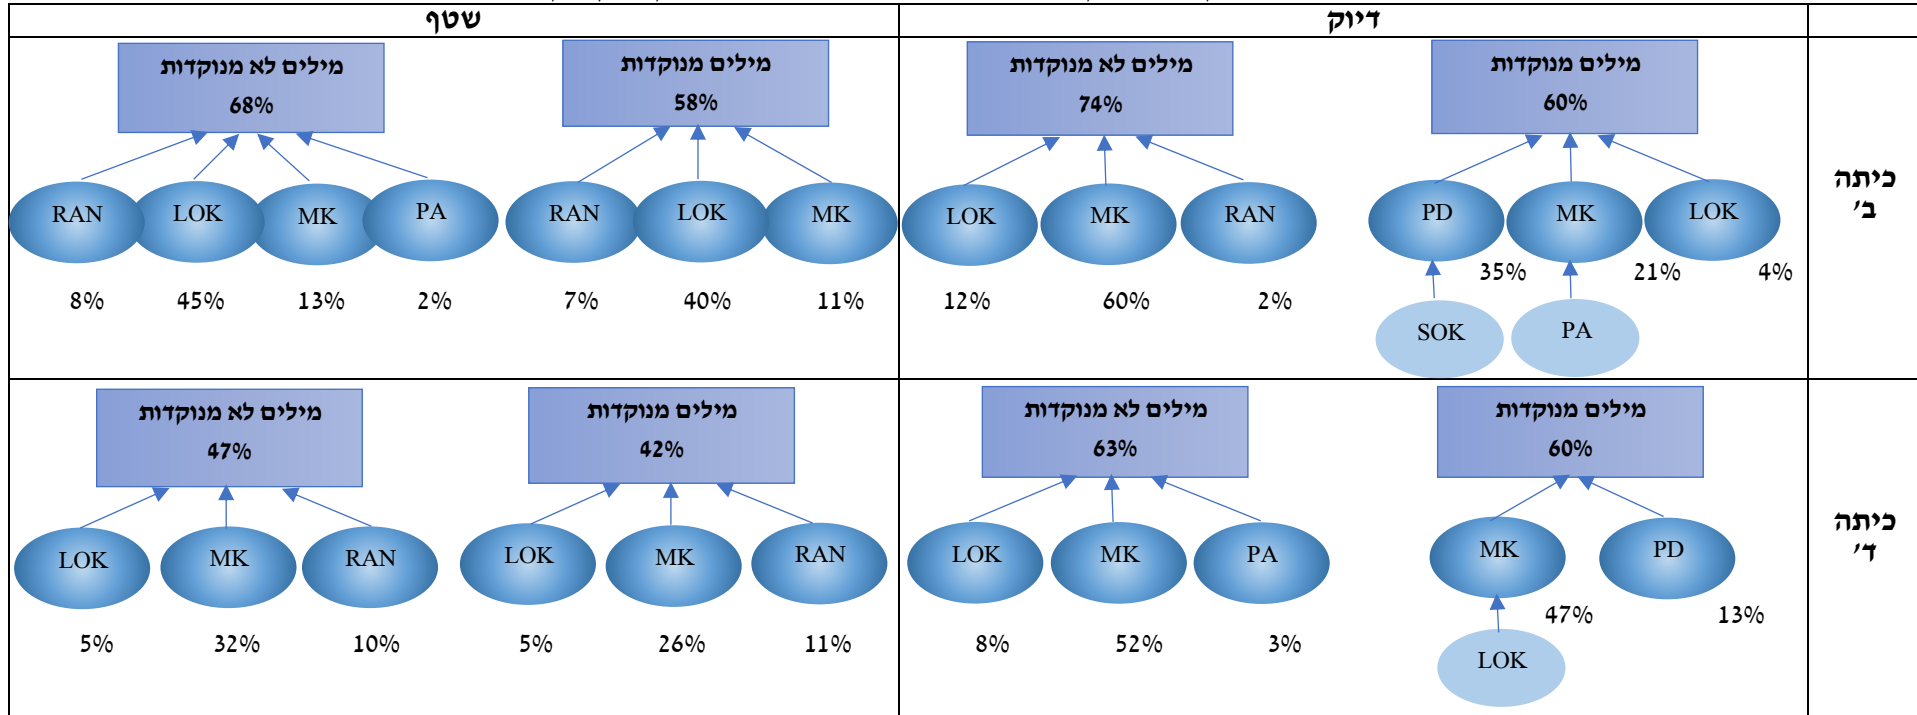 דיוק
שטף
כיתה
ב'
מילים מנוקדות
60%
LOK
MK
PD
4%
21%
35%
PA
SOK
מילים לא מנוקדות
74%
RAN
MK
LOK
2%
60%
12%
מילים מנוקדות
58%
MK
LOK
RAN
11%
40%
7%
מילים לא מנוקדות
68%
PA
MK
LOK
RAN
2%
13%
45%
8%
כיתה
ד'
מילים מנוקדות
60%
PD
MK
13%
47%
LOK
מילים לא מנוקדות
63%
PA
MK
LOK
3%
52%
8%
מילים מנוקדות
42%
RAN
MK
LOK
11%
26%
5%
מילים לא מנוקדות
47%
RAN
MK
LOK
10%
32%
5%